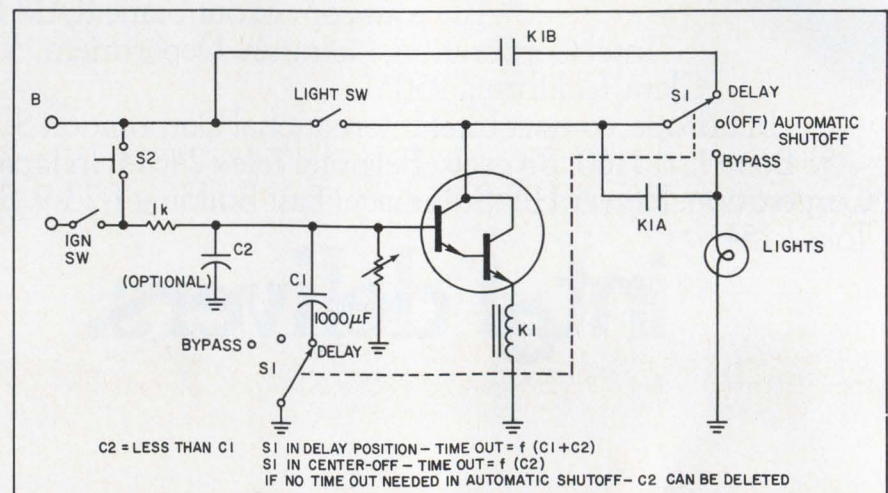 K1B
B
LIGHT SW
S1
DELAY
(OFF) AUTOMATIC
SHUTOFF
BYPASS
S2
1k
IGN
SW
C2
(OPTIONAL)
C1
1000µF
K1A
LIGHTS
BYPASS
DELAY
S1
K1
C2 = LESS THAN C1
S1 IN DELAY POSITION – TIME OUT = f (C1+C2)
S1 IN CENTER-OFF – TIME OUT = f (C2)
IF NO TIME OUT NEEDED IN AUTOMATIC SHUTOFF – C2 CAN BE DELETED